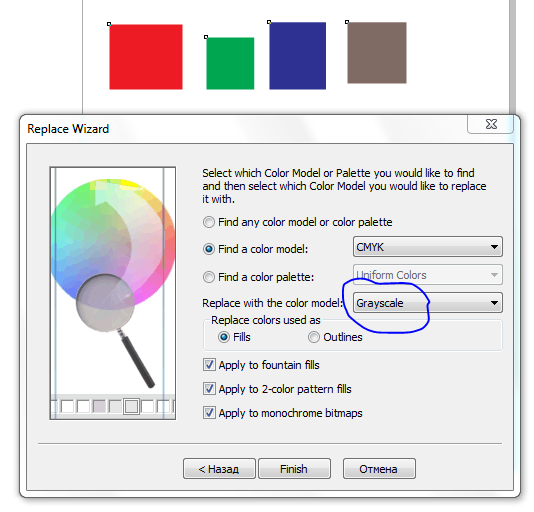 Replace Wizard
Select which Color Model or Palette you would like to find
and then select which Color Model you would like to replace
it with.
Find any color model or color palette
Find a color model:
CMYK
Find a color palette:
Uniform Colors
Replace with the color model:
Grayscale
Replace colors used as
Fills
Outlines
Apply to fountain fills
Apply to 2-color pattern fills
Apply to monochrome bitmaps
< Назад
Finish
Отмена